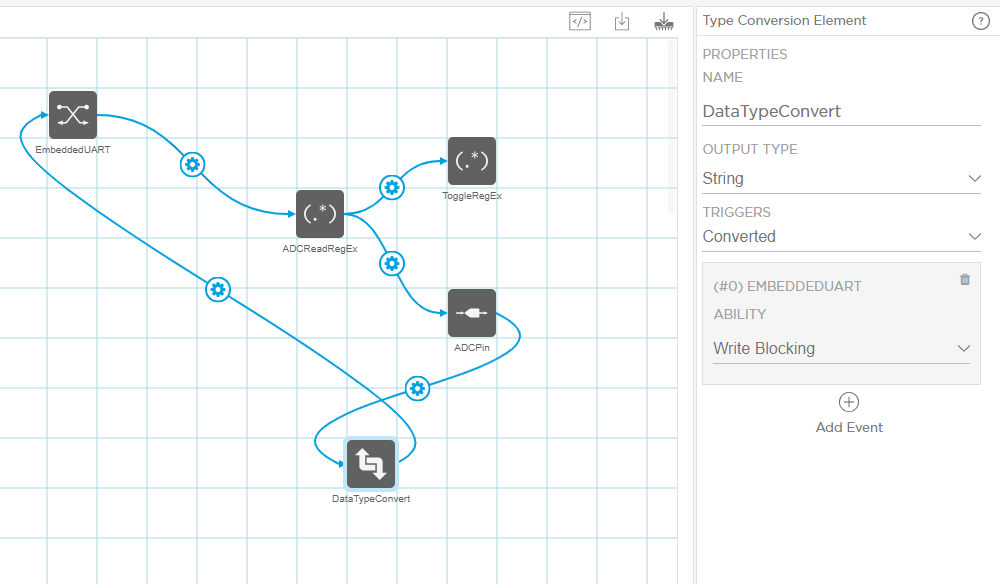 EmbeddedUART
(.*)
ToggleRegEx
(.*)
ADCReadRegEx
ADCPin
DataTypeConvert
Type Conversion Element
?
PROPERTIES
NAME
DataTypeConvert
OUTPUT TYPE
String
TRIGGERS
Converted
(#0) EMBEDDEDUART
ABILITY
Write Blocking
Add Event